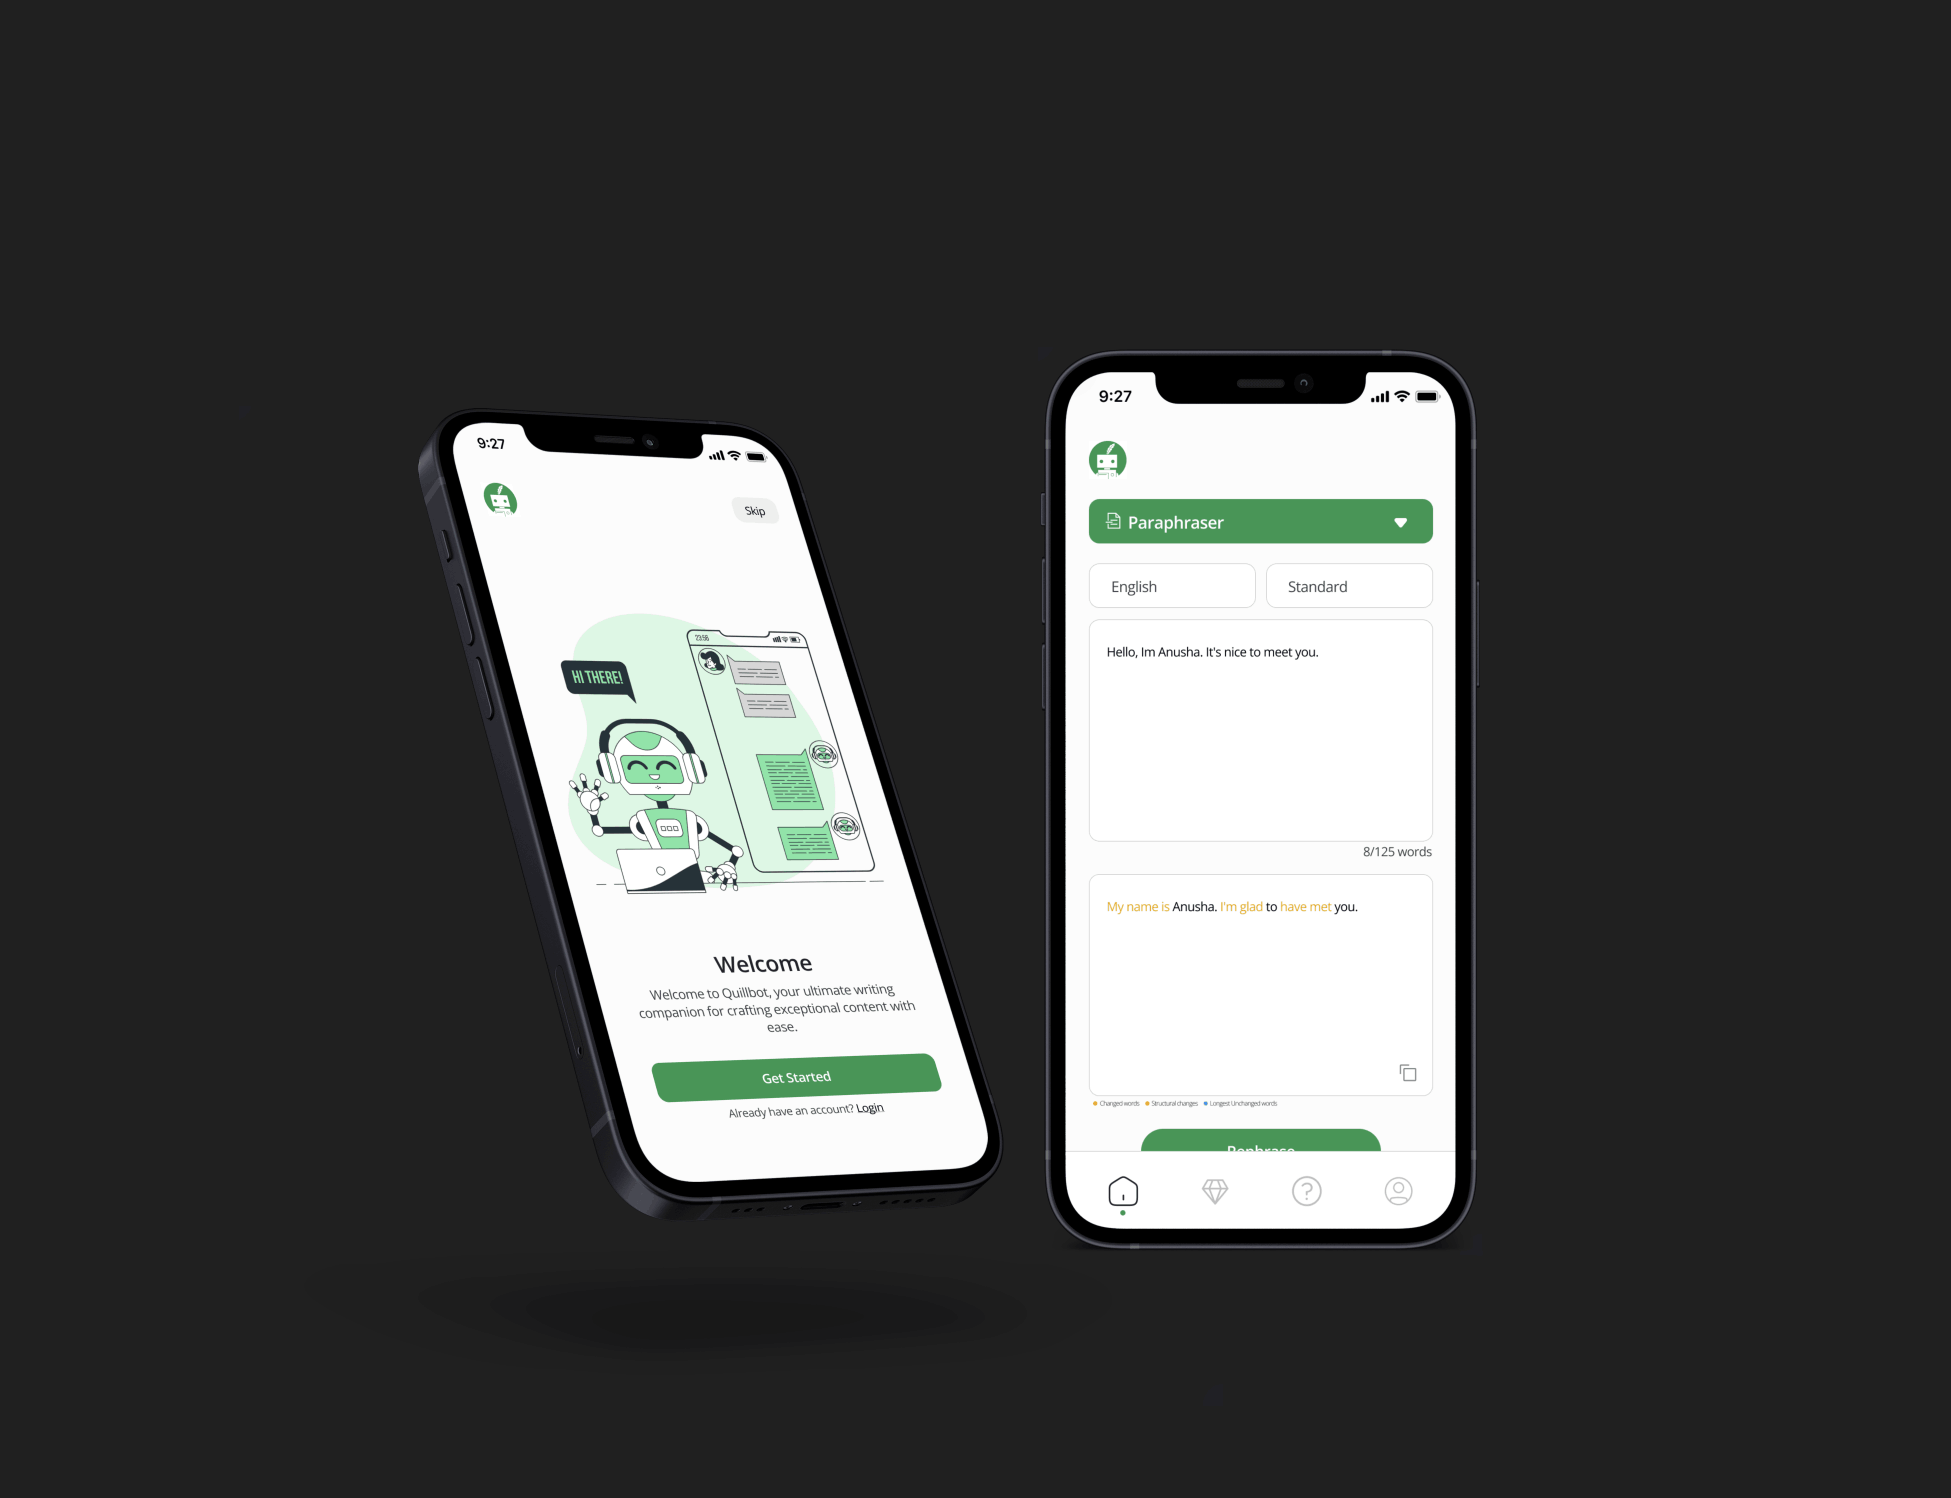 9:27
Skip
23:56
HI THERE!
Welcome
Welcome to Quillbot, your ultimate writing
companion for crafting exceptional content with
ease.
Get Started
Already have an account? Login
9:27
Paraphraser
English
Standard
Hello, Im Anusha. It's nice to meet you.
8/125 words
My name is Anusha. I'm glad to have met you.
Changed words
Structural changes
Longest Unchanged words
Rephrase